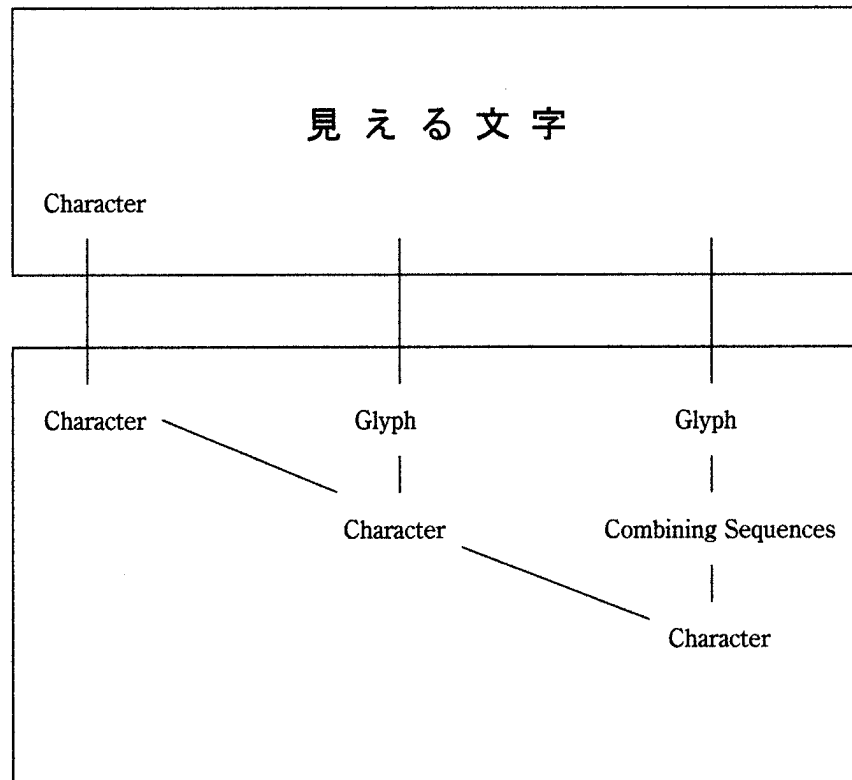 見える文字
Character
Character Glyph Glyph
Character Combining Sequences
Character